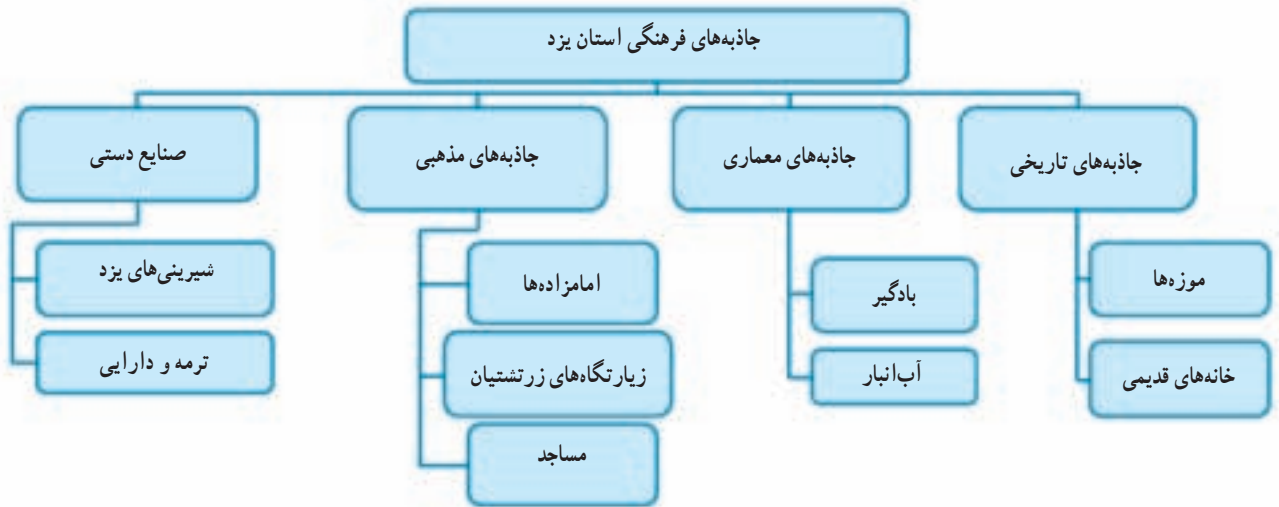 جاذبه‌های فرهنگی استان یزد
جاذبه‌های تاریخی
جاذبه‌های معماری
جاذبه‌های مذهبی
صنایع دستی
موزه‌ها
خانه‌های قدیمی
بادگیر
آب‌انبار
امامزاده‌ها
زیارتگاه‌های زرتشتیان
مساجد
شیرینی‌های یزد
ترمه و دارایی